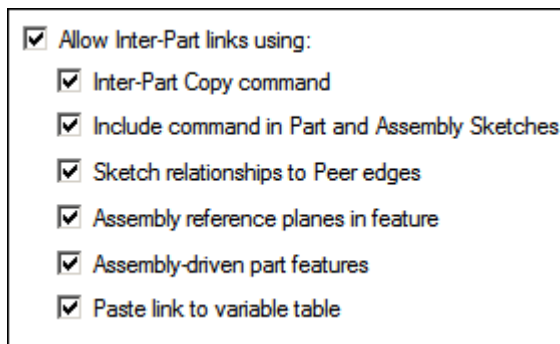 Allow Inter-Part links using:
Inter-Part Copy command
Include command in Part and Assembly Sketches
Sketch relationships to Peer edges
Assembly reference planes in feature
Assembly-driven part features
Paste link to variable table